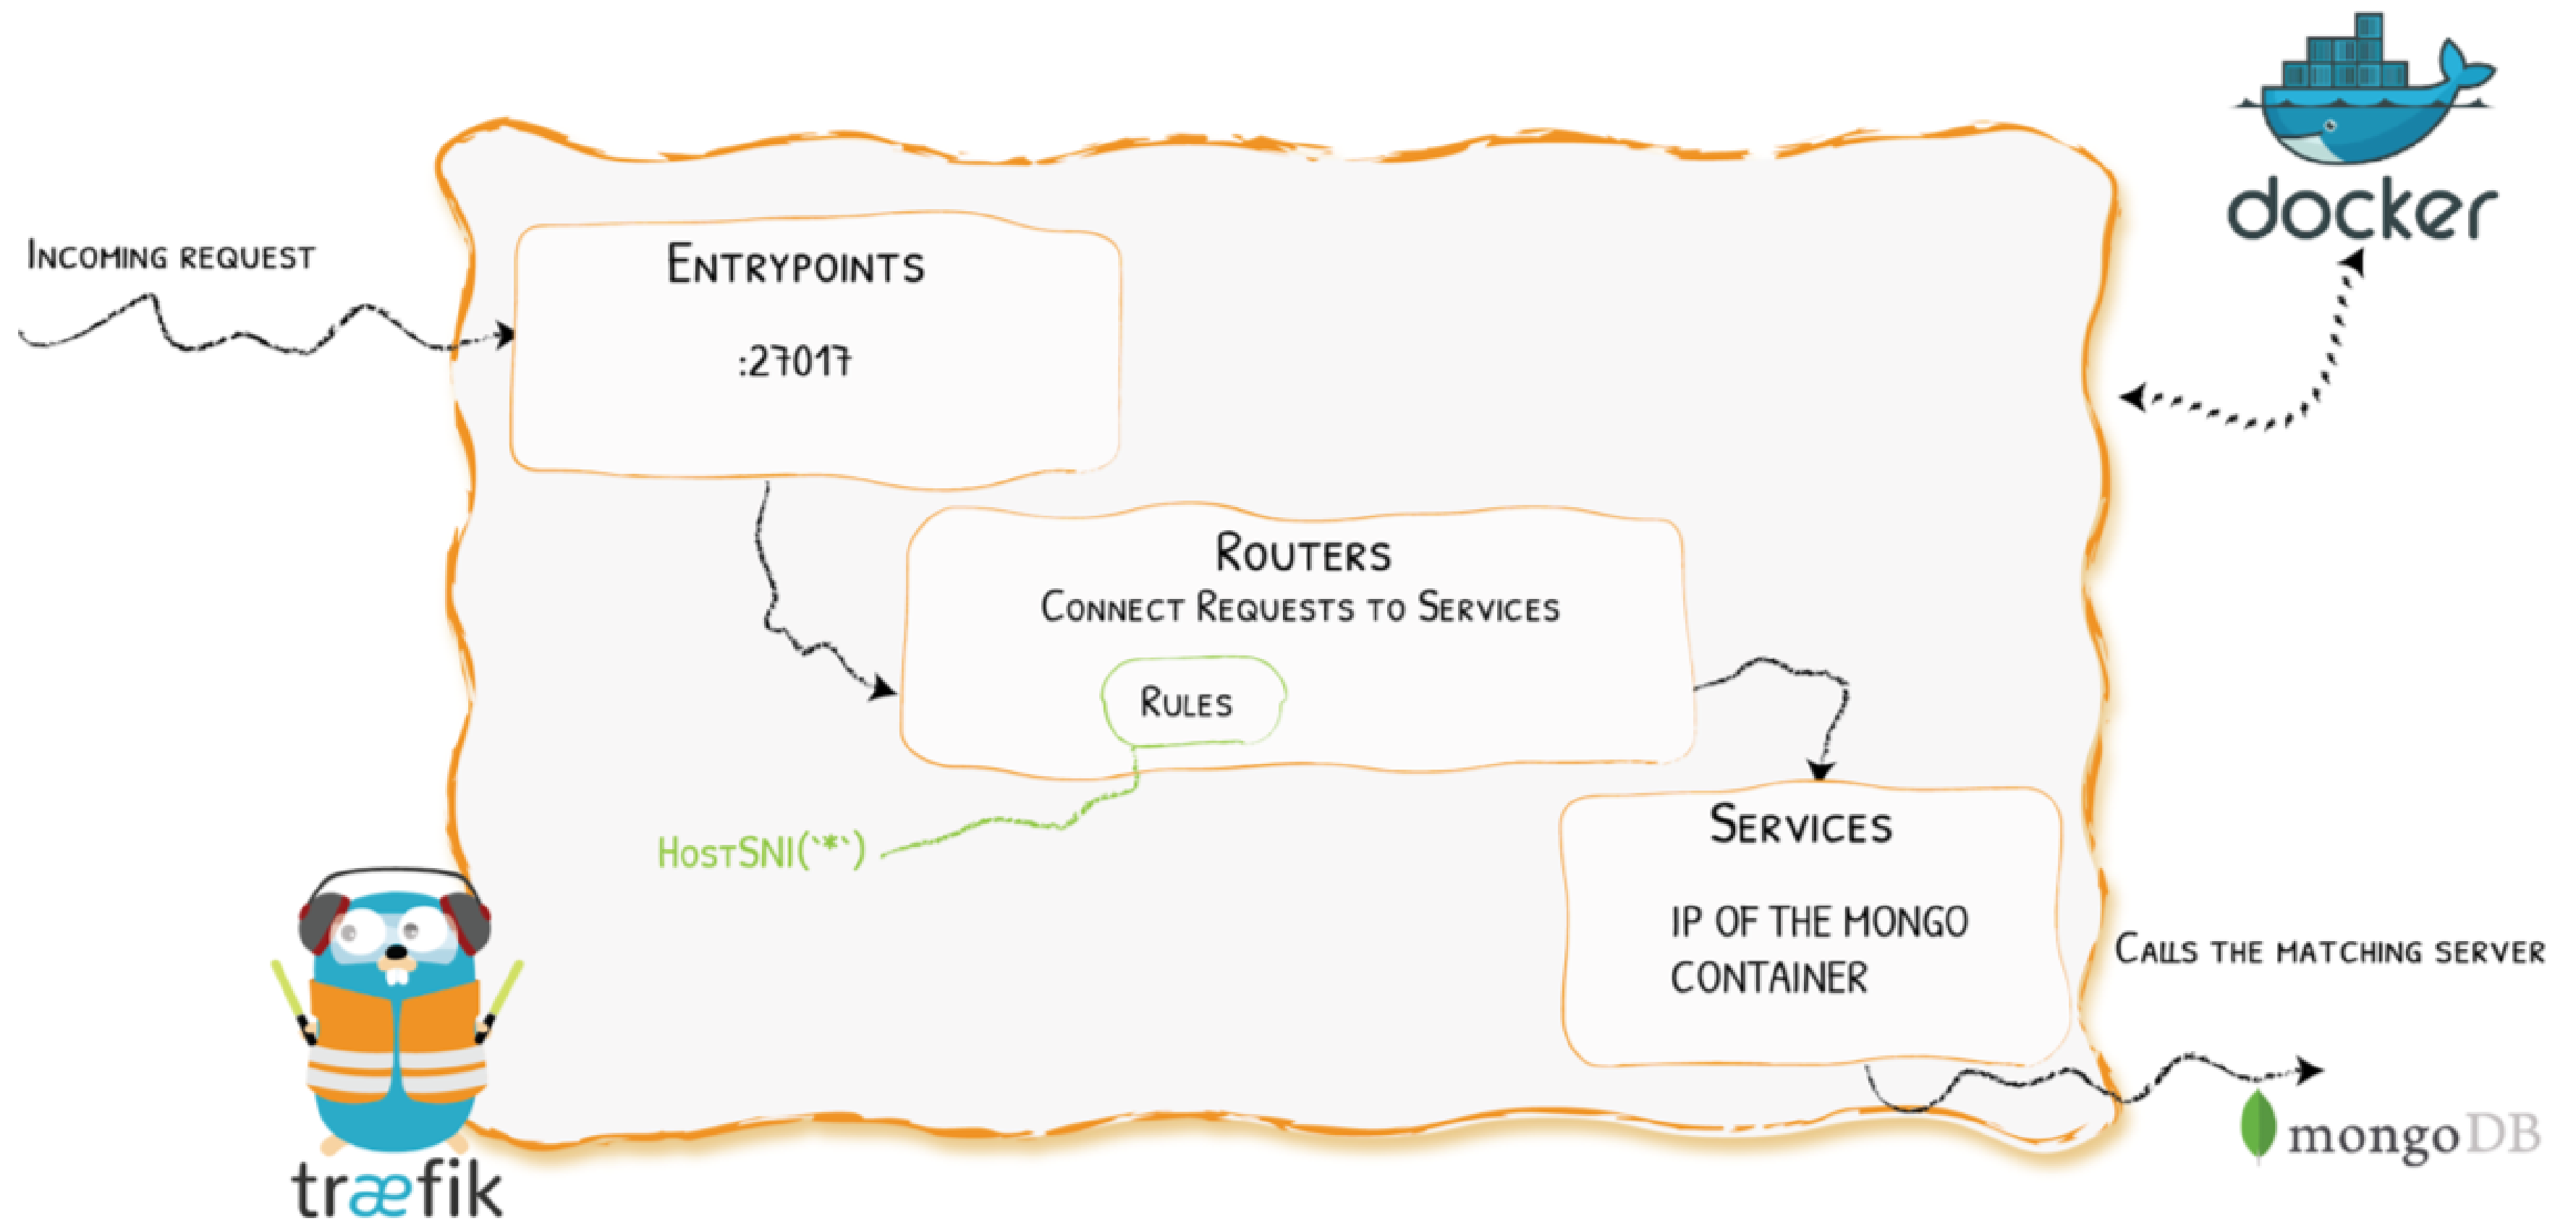 docker
Incoming request
Entrypoints
:27017
Routers
Connect Requests to Services
Rules
HostSNI(`*`)
Services
IP OF THE MONGO
CONTAINER
Calls the matching server
mongoDB
træfik